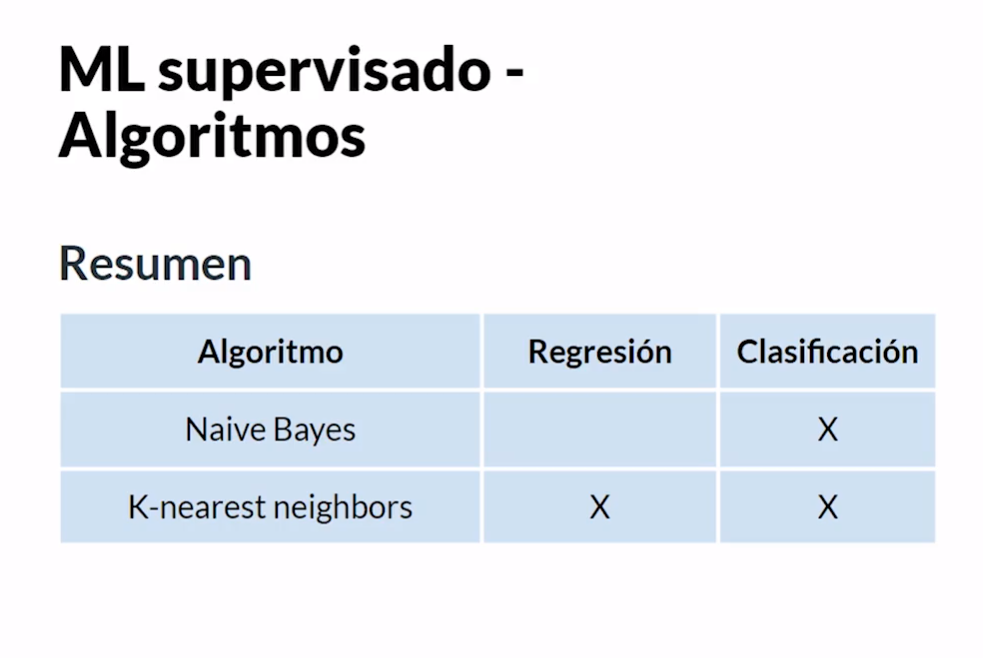 ML supervisado -
Algoritmos
Resumen
Algoritmo Regresión Clasificación
Naive Bayes X
K-nearest neighbors X X